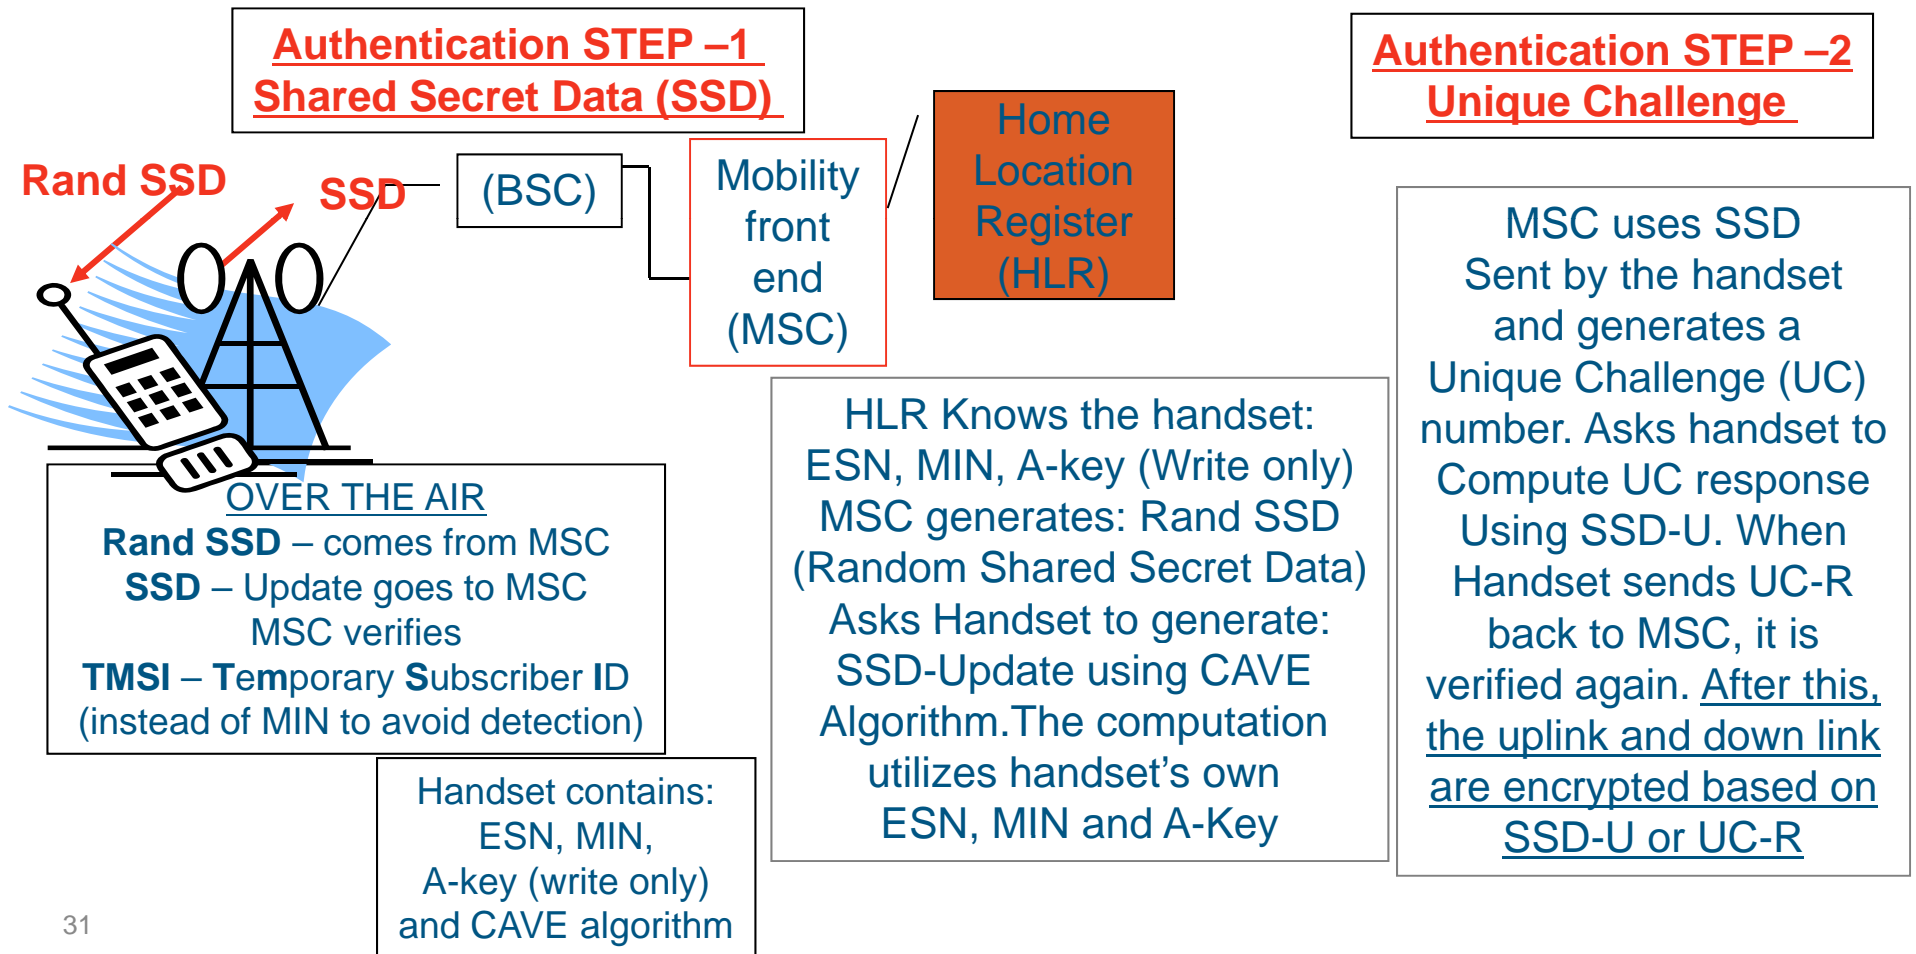 Authentication STEP –1
Shared Secret Data (SSD)
Authentication STEP –2
Unique Challenge
Rand SSD
SSD
(BSC)
Mobility
front
end
(MSC)
Home
Location
Register
(HLR)
OVER THE AIR
Rand SSD – comes from MSC
SSD – Update goes to MSC
MSC verifies
TMSI – Temporary Subscriber ID
(instead of MIN to avoid detection)
Handset contains:
ESN, MIN,
A-key (write only)
and CAVE algorithm
HLR Knows the handset:
ESN, MIN, A-key (Write only)
MSC generates: Rand SSD
(Random Shared Secret Data)
Asks Handset to generate:
SSD-Update using CAVE
Algorithm.The computation
utilizes handset’s own
ESN, MIN and A-Key
MSC uses SSD
Sent by the handset
and generates a
Unique Challenge (UC)
number. Asks handset to
Compute UC response
Using SSD-U. When
Handset sends UC-R
back to MSC, it is
verified again. After this,
the uplink and down link
are encrypted based on
SSD-U or UC-R
31